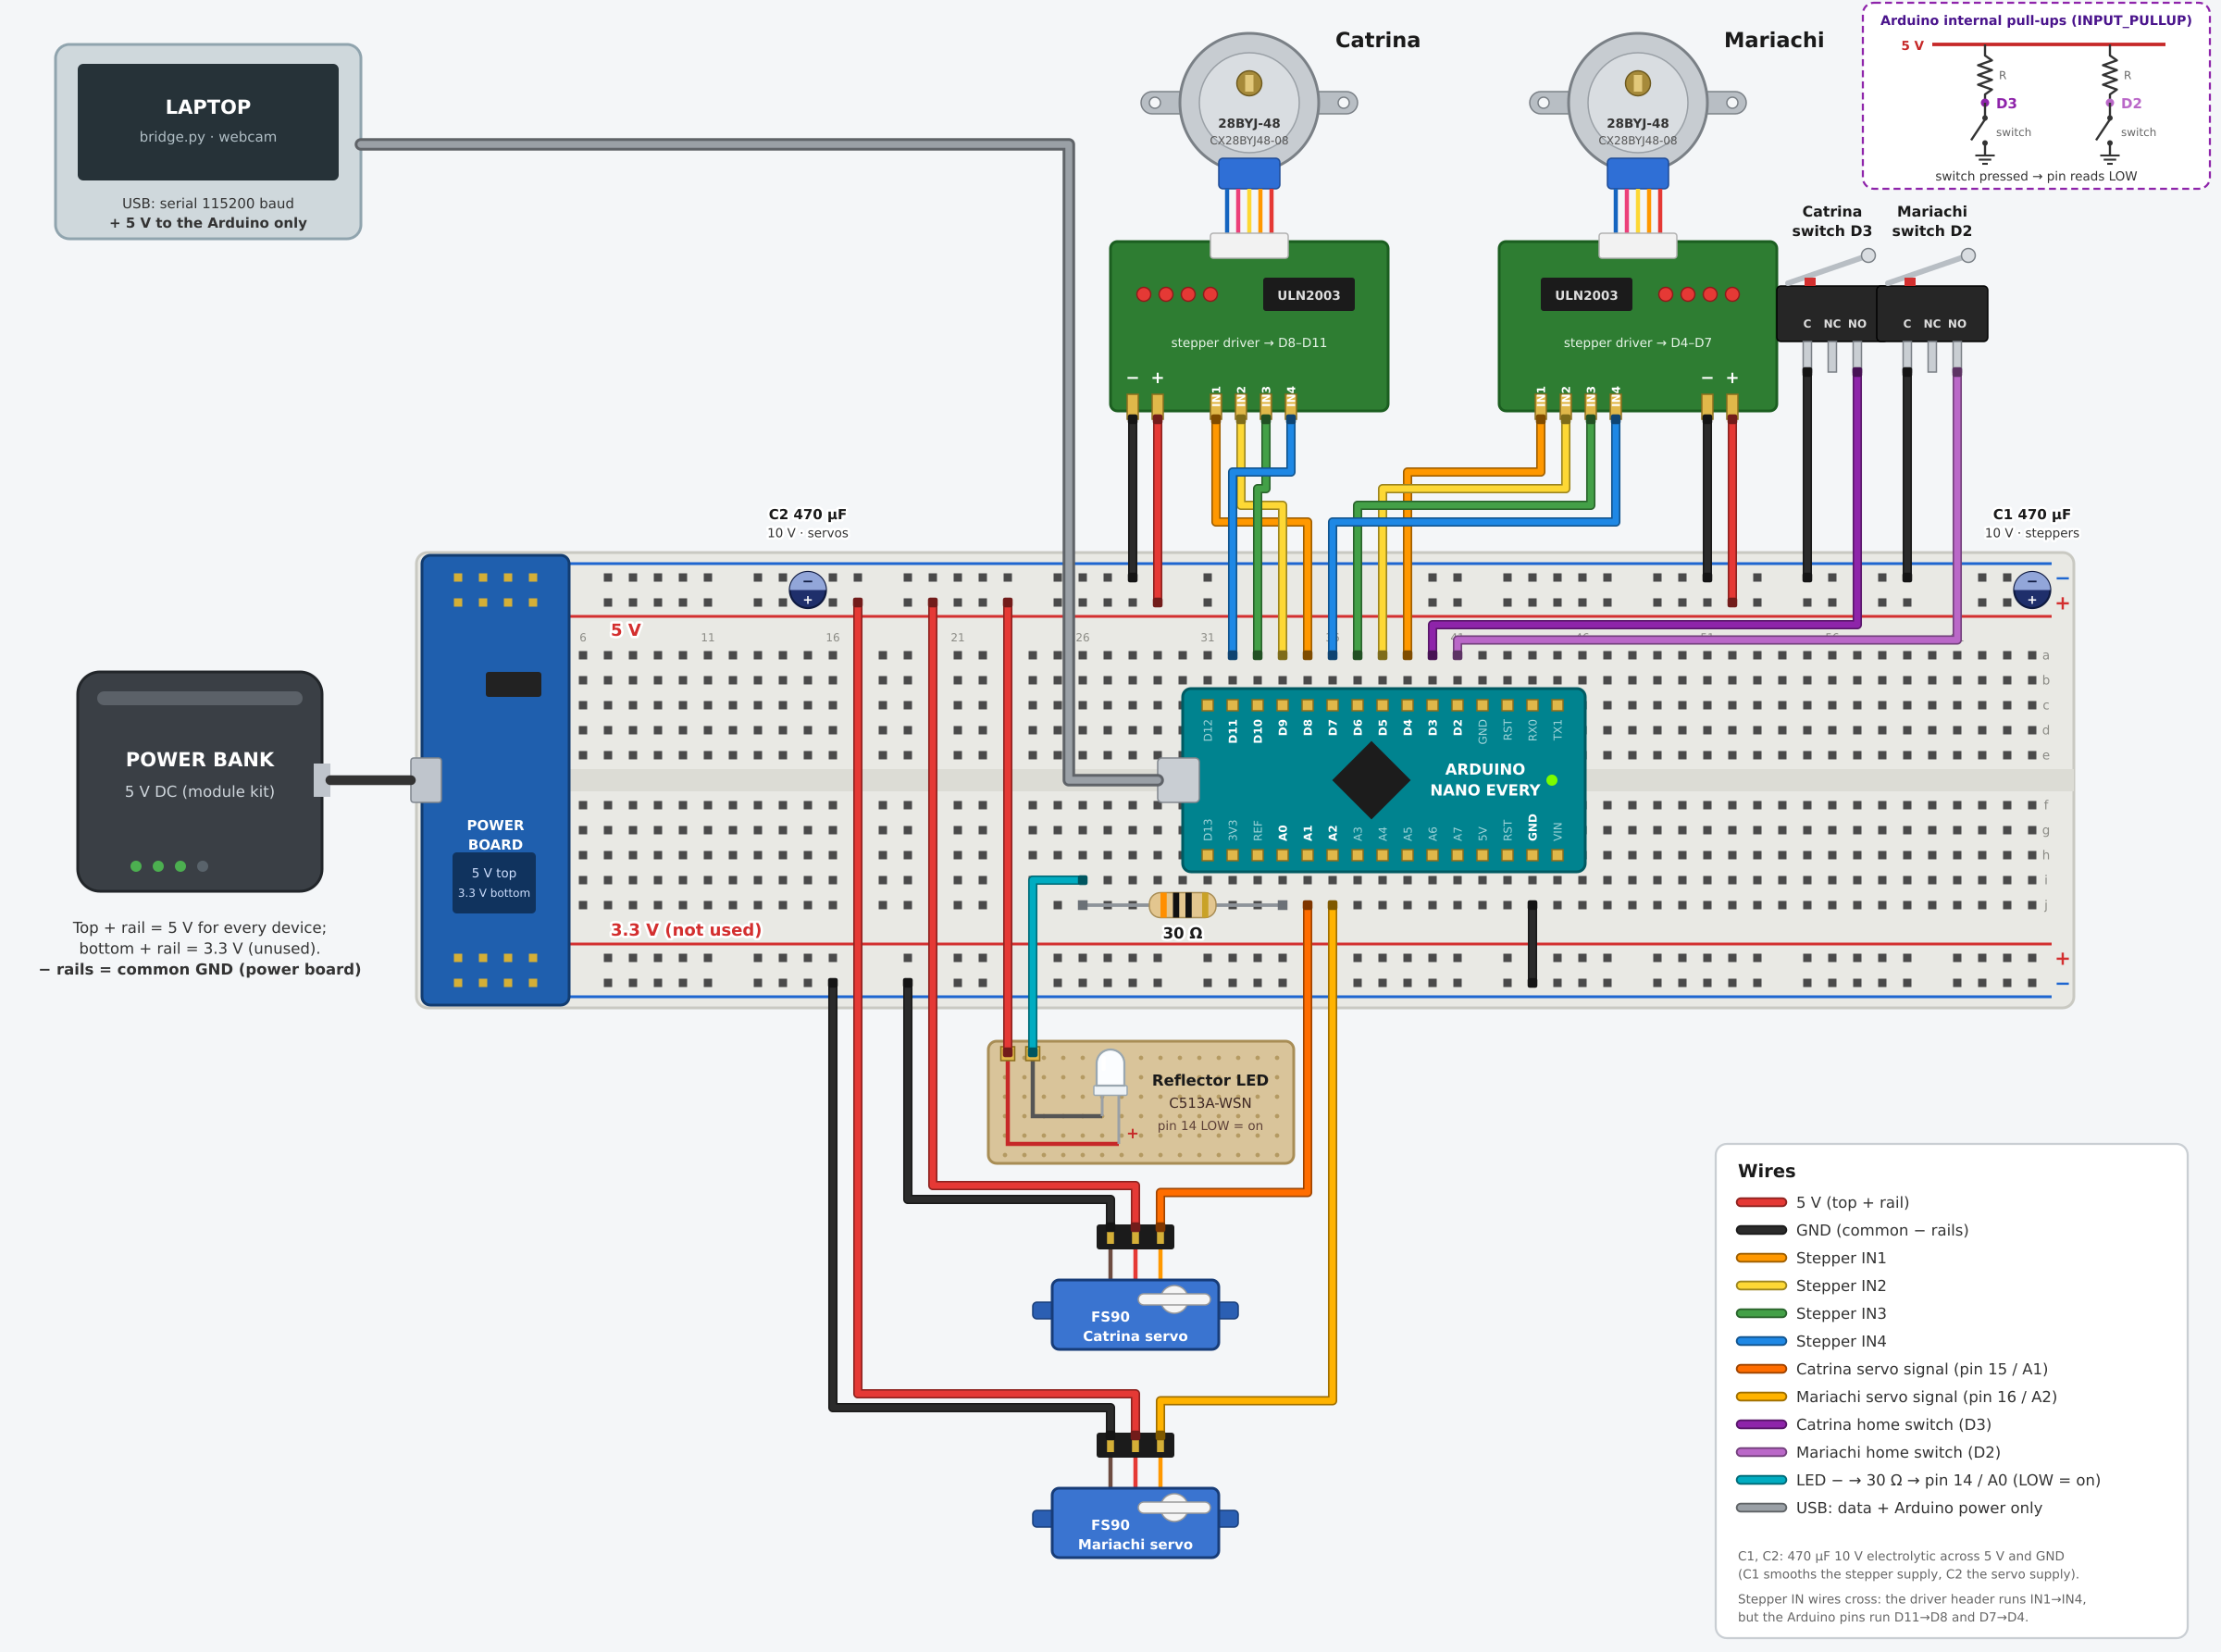 Catrina
Mariachi
Arduino internal pull-ups (INPUT_PULLUP)
5 V
R
R
D3
D2
switch
switch
switch pressed → pin reads LOW
LAPTOP
bridge.py · webcam
USB: serial 115200 baud
+ 5 V to the Arduino only
28BYJ-48
CX28BYJ48-08
28BYJ-48
CX28BYJ48-08
Catrina
switch D3
Mariachi
switch D2
ULN2003
stepper driver → D8–D11
− +
IN1 IN2 IN3 IN4
ULN2003
stepper driver → D4–D7
IN1 IN2 IN3 IN4
− +
C NC NO
C NC NO
C2 470 µF
10 V · servos
C1 470 µF
10 V · steppers
−
+
−
+
−
+
5 V
6 11 16 21 26 31
a
b
c
d
e
D12 D11 D10 D9 D8 D7 D6 D5 D4 D3 D2 GND RST RX0 TX1
ARDUINO
NANO EVERY
D13 3V3 REF A0 A1 A2 A3 A4 A5 A6 A7 5V RST GND VIN
f
g
h
i
j
POWER BANK
5 V DC (module kit)
POWER
BOARD
5 V top
3.3 V bottom
Top + rail = 5 V for every device;
bottom + rail = 3.3 V (unused).
− rails = common GND (power board)
3.3 V (not used)
30 Ω
+
−
Reflector LED
C513A-WSN
pin 14 LOW = on
+
FS90
Catrina servo
FS90
Mariachi servo
Wires
5 V (top + rail)
GND (common − rails)
Stepper IN1
Stepper IN2
Stepper IN3
Stepper IN4
Catrina servo signal (pin 15 / A1)
Mariachi servo signal (pin 16 / A2)
Catrina home switch (D3)
Mariachi home switch (D2)
LED − → 30 Ω → pin 14 / A0 (LOW = on)
USB: data + Arduino power only
C1, C2: 470 µF 10 V electrolytic across 5 V and GND
(C1 smooths the stepper supply, C2 the servo supply).
Stepper IN wires cross: the driver header runs IN1→IN4,
but the Arduino pins run D11→D8 and D7→D4.